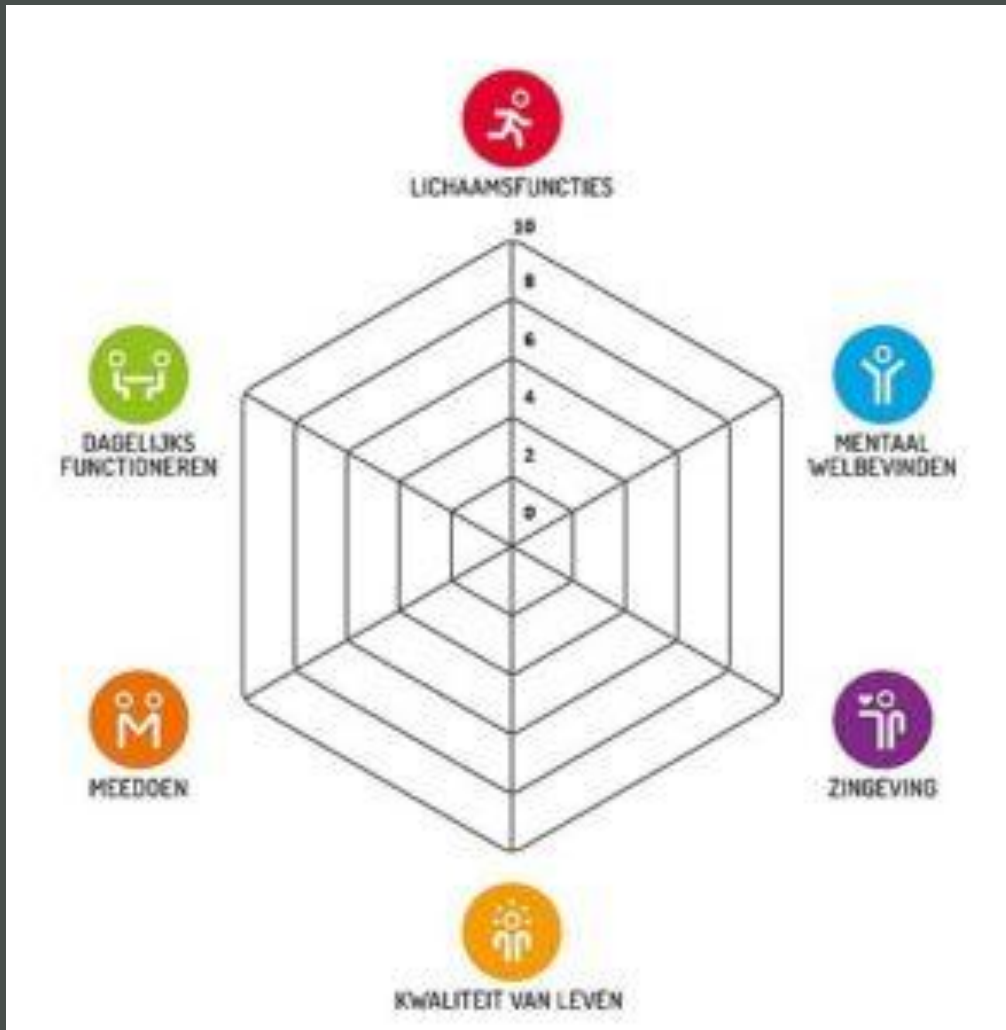 LICHAAMSFUNCTIES
10
8
6
4
2
0
DAGELIJKS
FUNCTIONEREN
MENTAAL
WELBEVINDEN
MEEDOEN
ZINGEVING
KWALITEIT VAN LEVEN